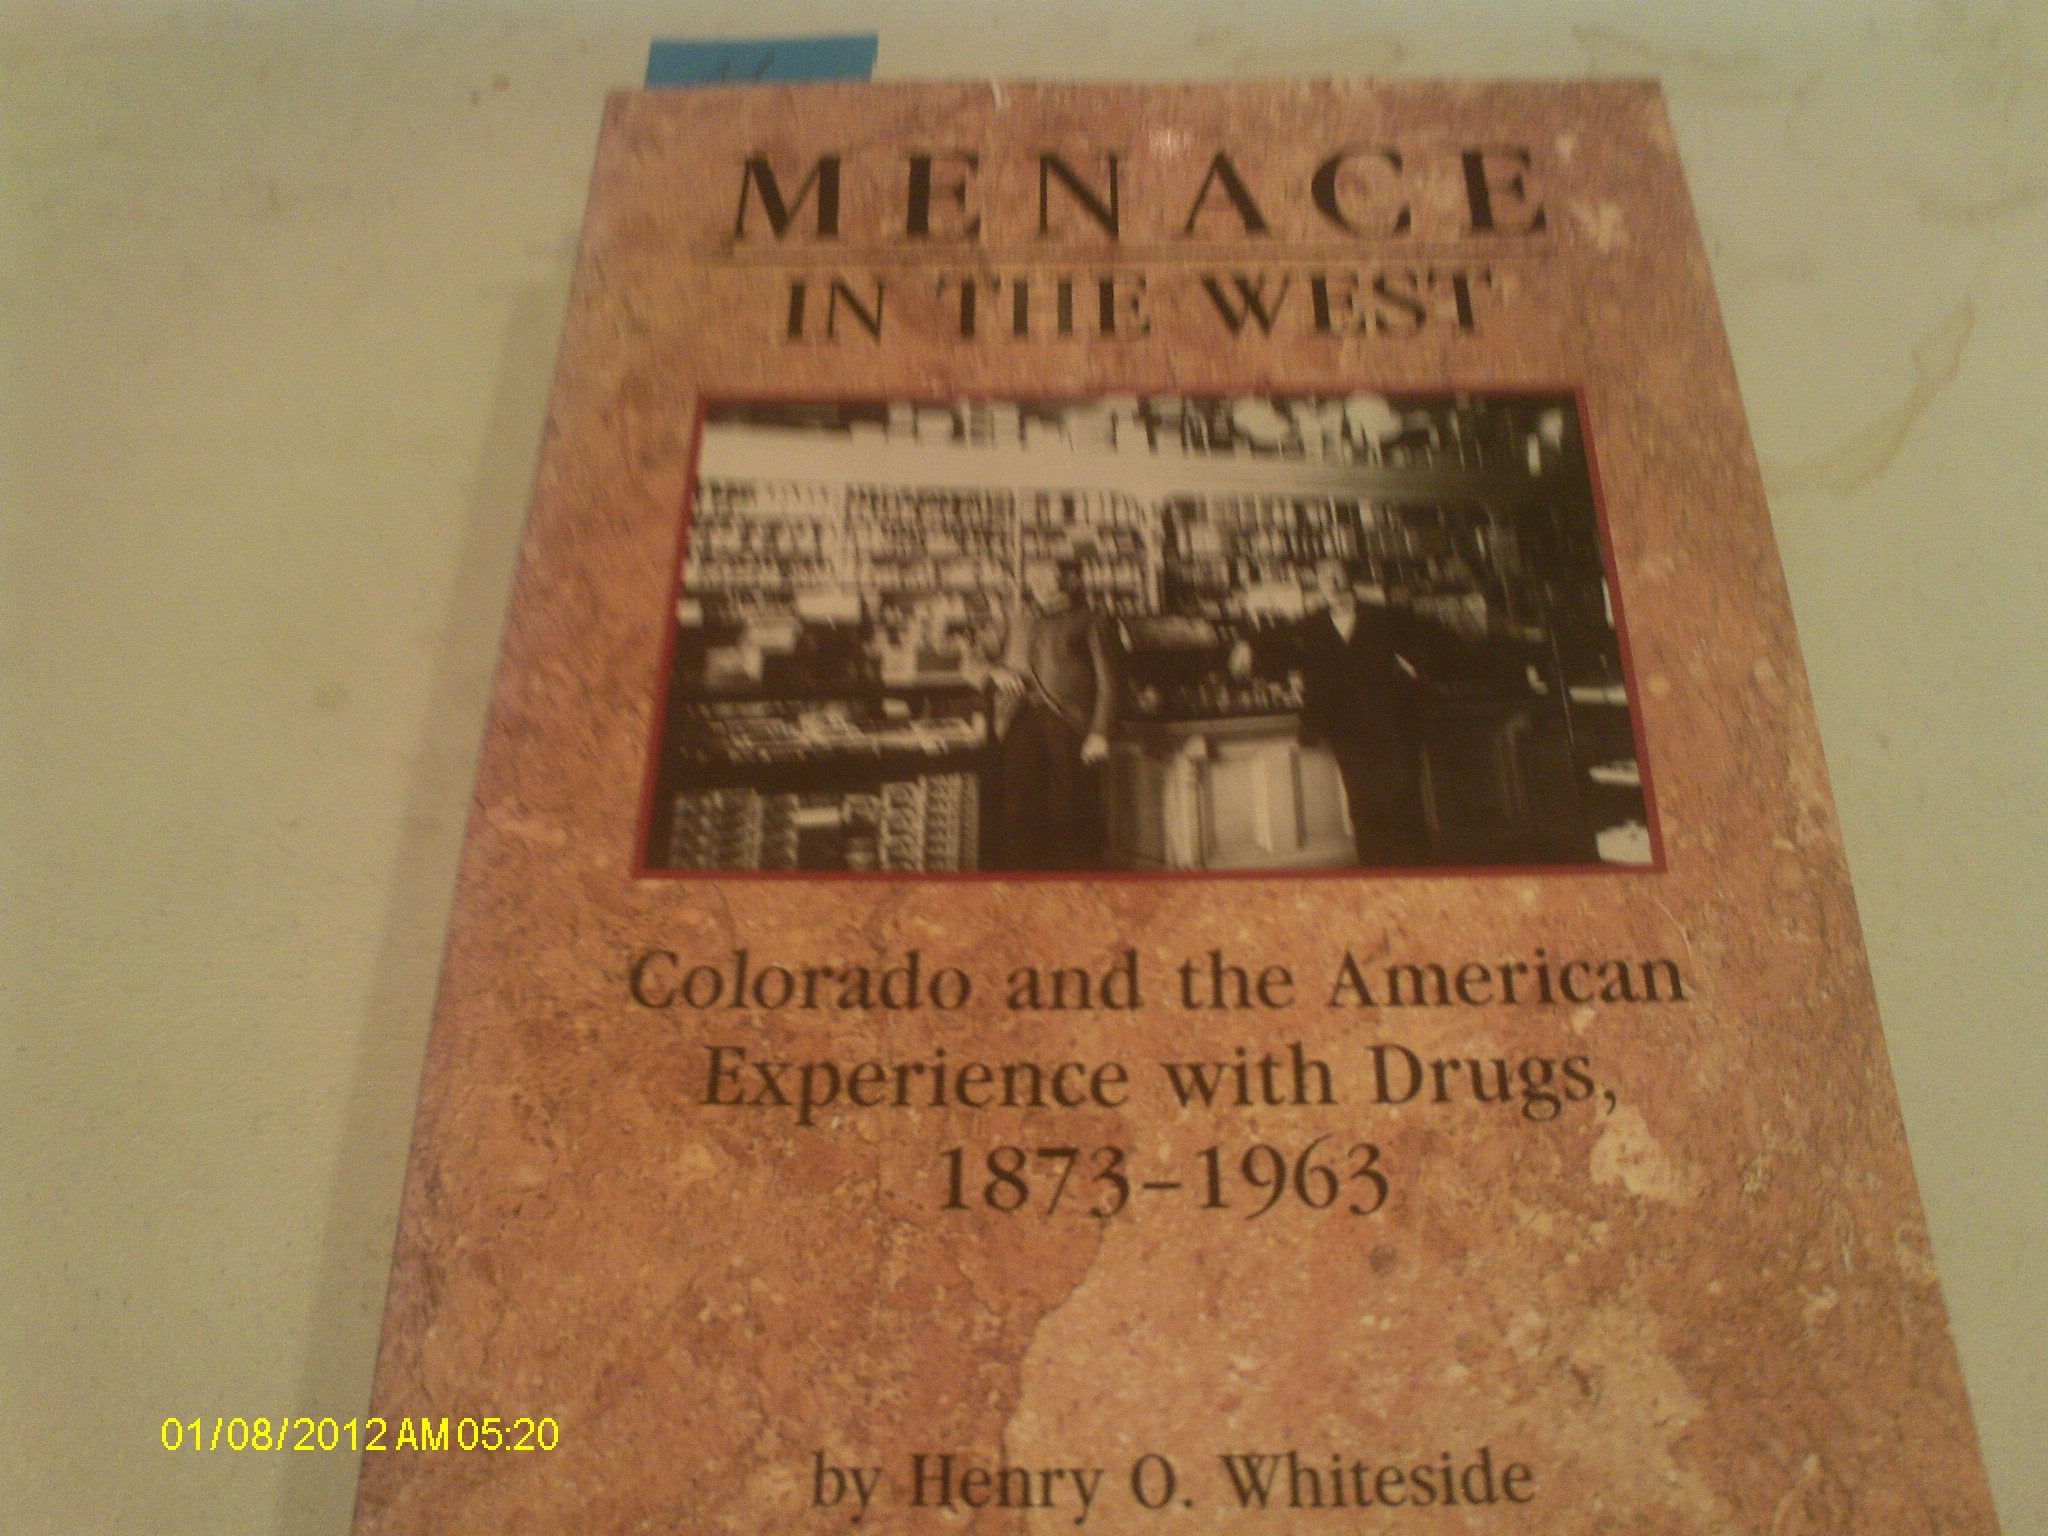 MENACE
IN THE WEST
Colorado and the American
Experience with Drugs,
1873–1963
by Henry O. Whiteside
01/08/2012 AM 05:20